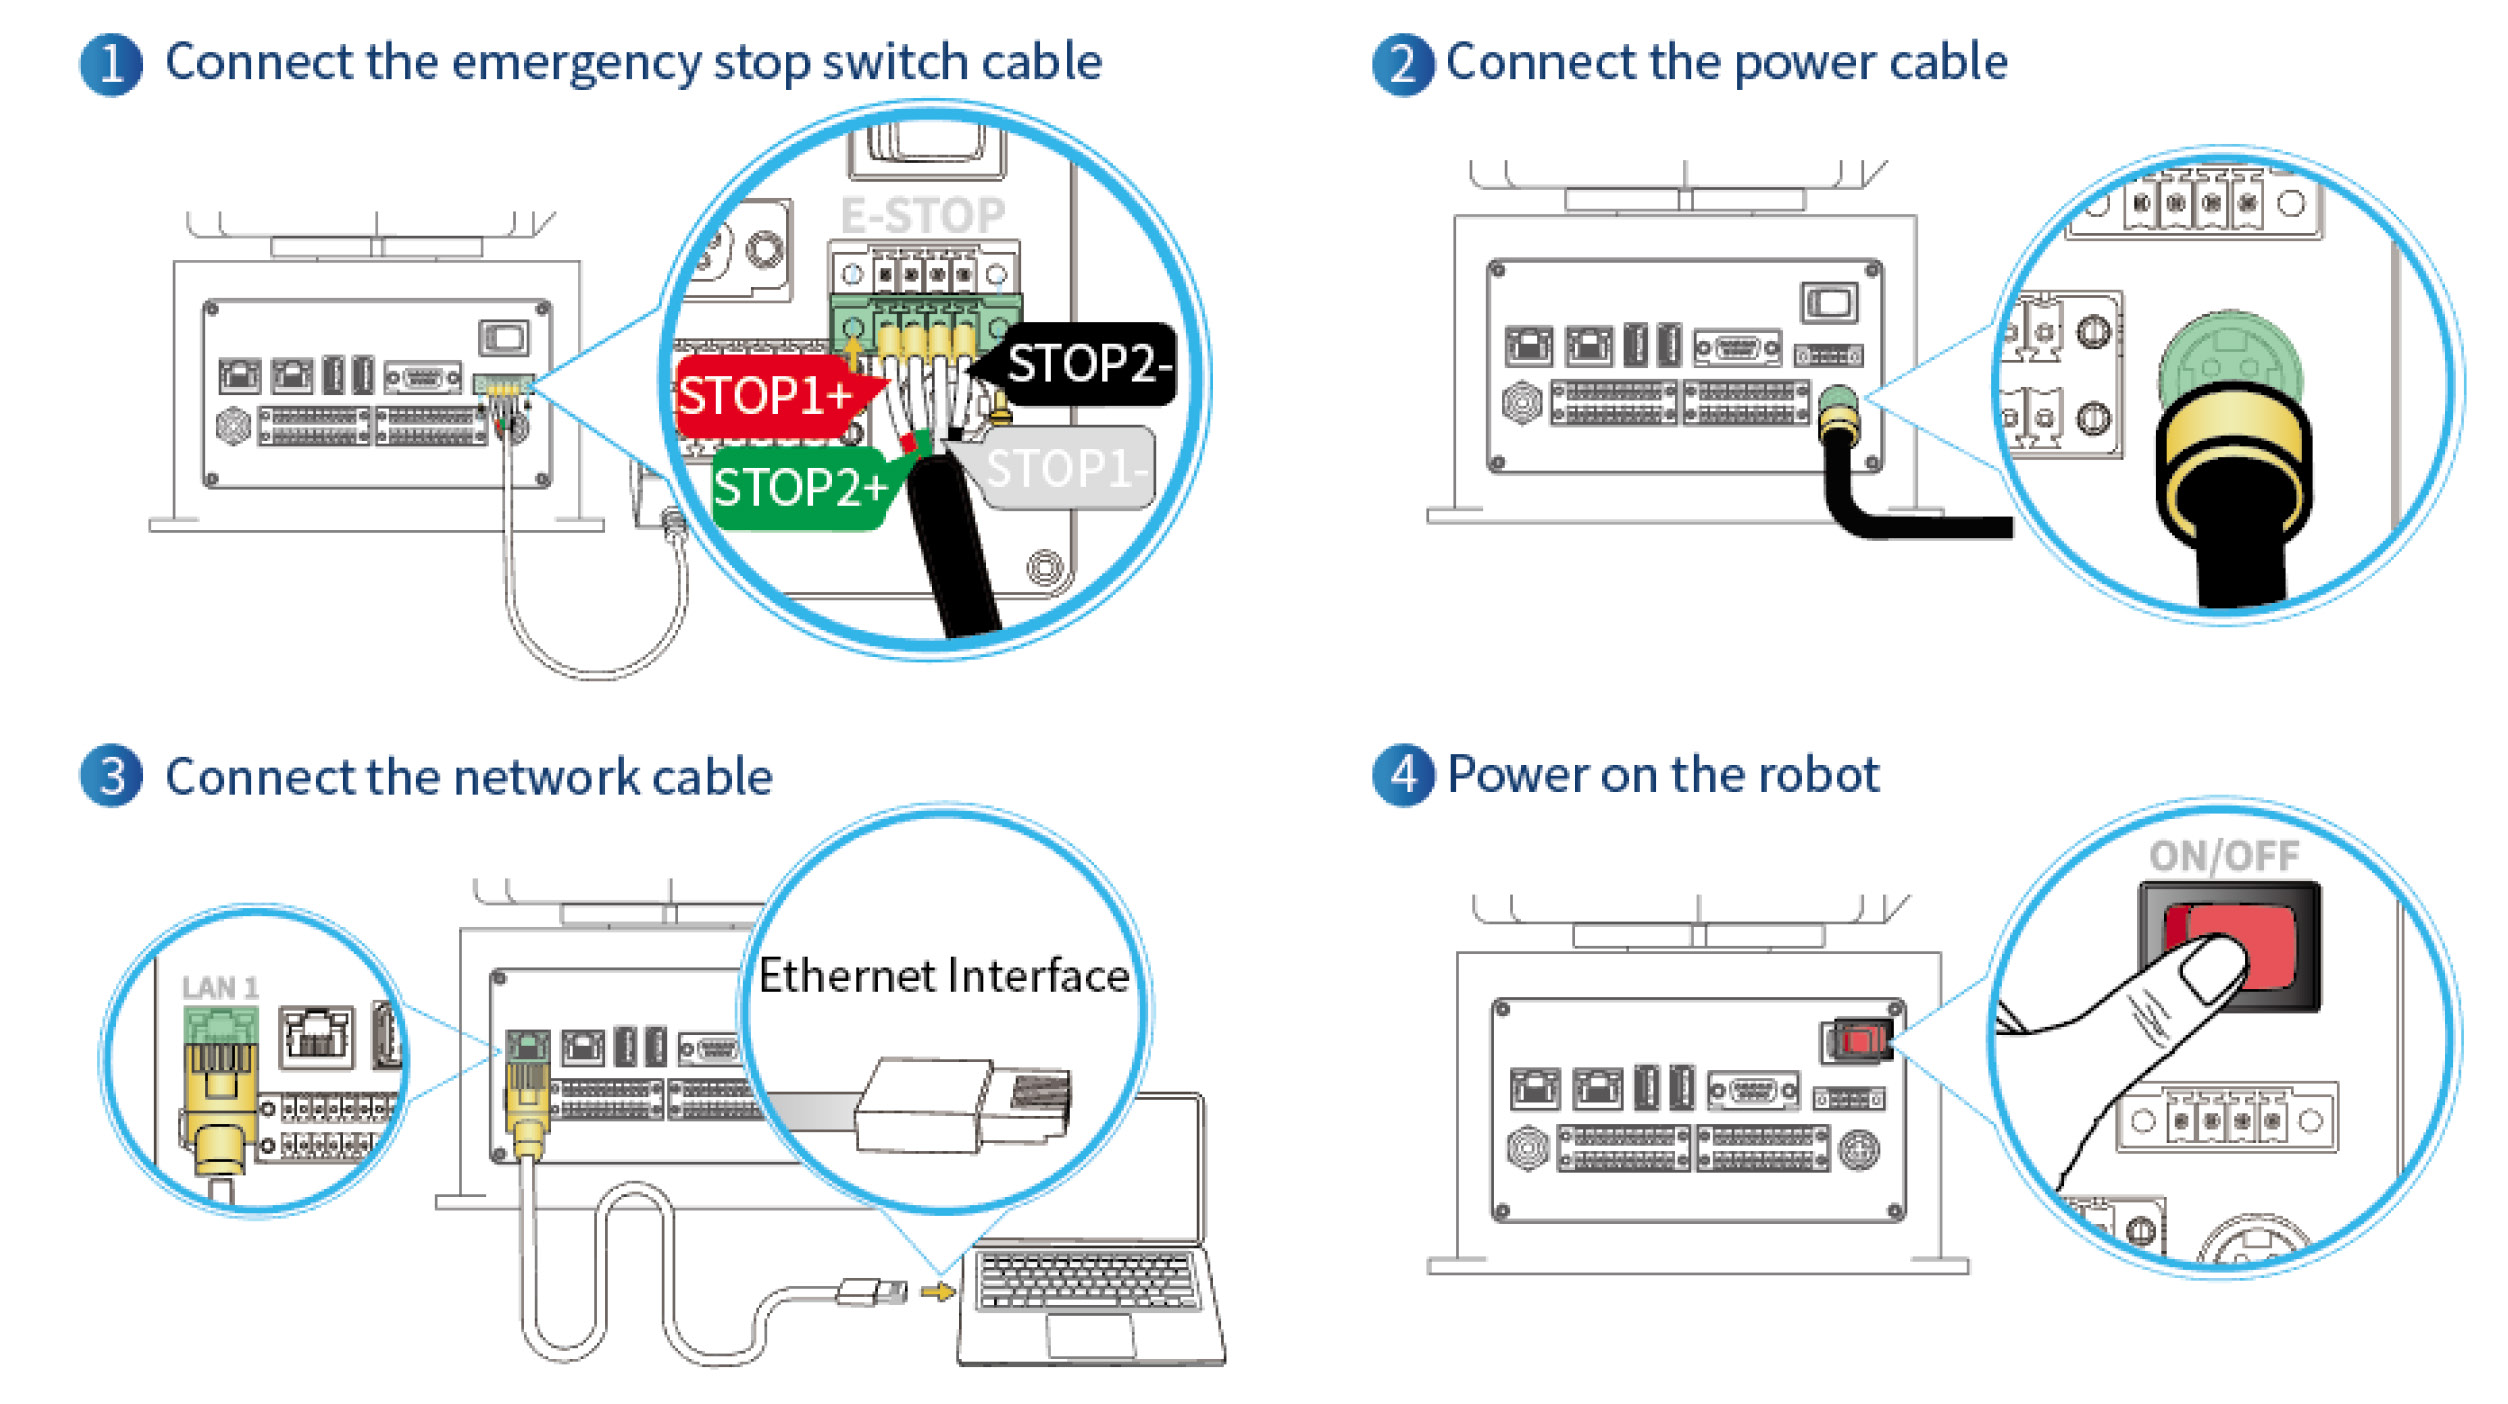 1 Connect the emergency stop switch cable
E-STOP
STOP1+
STOP2-
STOP2+
STOP1-
2 Connect the power cable
3 Connect the network cable
LAN 1
Ethernet Interface
4 Power on the robot
ON/OFF